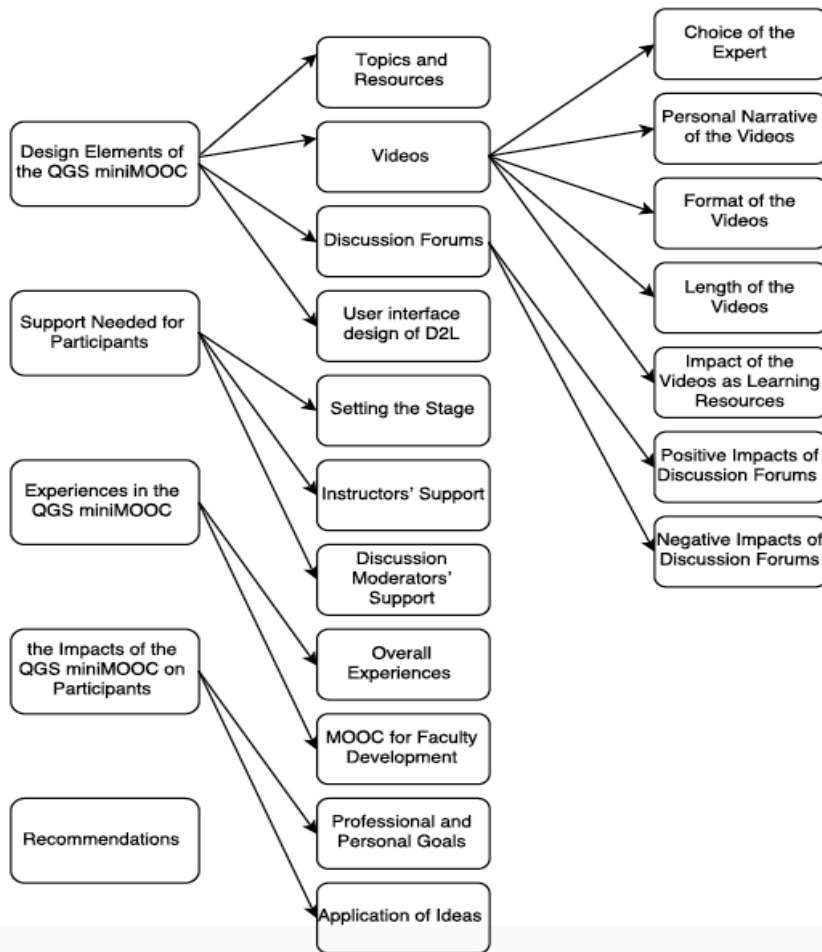 Design Elements of
the QGS miniMOOC
Support Needed for
Participants
Experiences in the
QGS miniMOOC
the Impacts of the
QGS miniMOOC on
Participants
Recommendations
Topics and
Resources
Videos
Discussion Forums
User interface
design of D2L
Setting the Stage
Instructors' Support
Discussion
Moderators'
Support
Overall
Experiences
MOOC for Faculty
Development
Professional and
Personal Goals
Application of Ideas
Choice of the
Expert
Personal Narrative
of the Videos
Format of the
Videos
Length of the
Videos
Impact of the
Videos as Learning
Resources
Positive Impacts of
Discussion Forums
Negative Impacts of
Discussion Forums